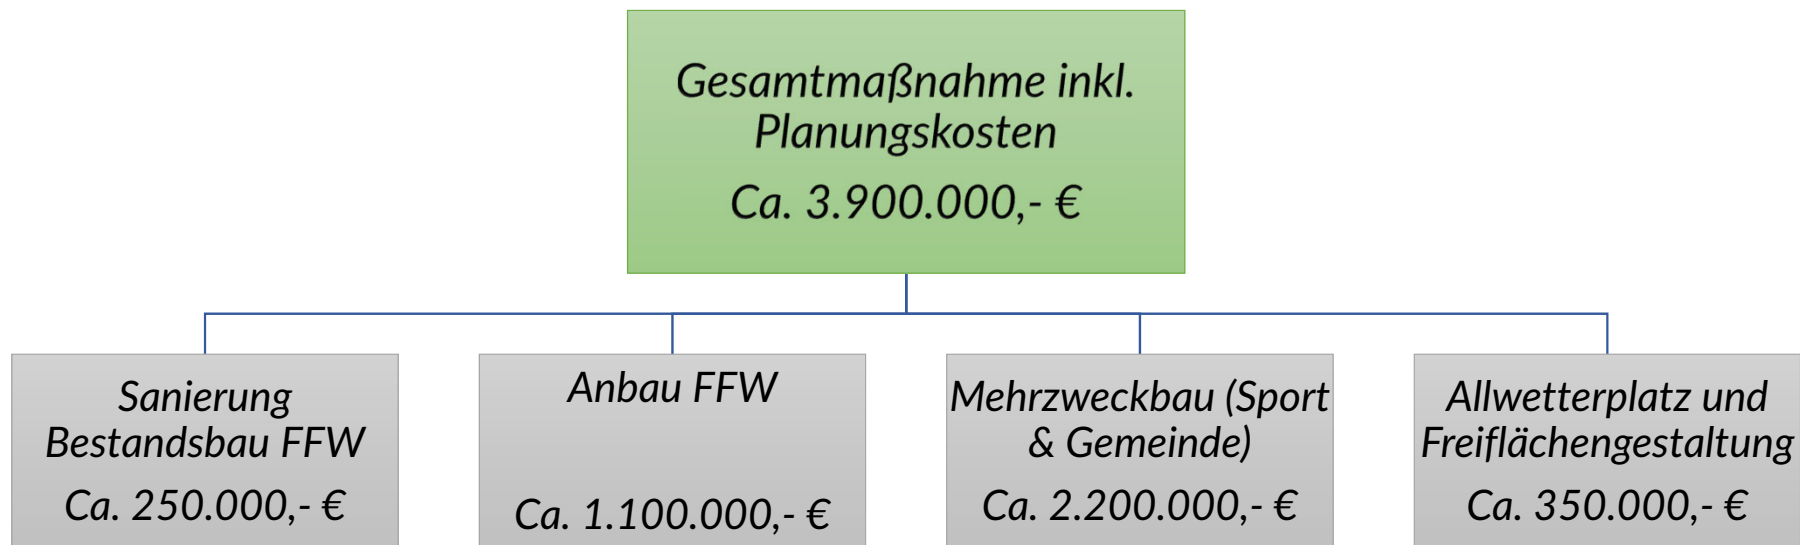 Gesamtmaßnahme inkl.
Planungskosten
Ca. 3.900.000,- €
Sanierung
Bestandsbau FFW
Ca. 250.000,- €
Anbau FFW
Ca. 1.100.000,- €
Mehrzweckbau (Sport
& Gemeinde)
Ca. 2.200.000,- €
Allwetterplatz und
Freiflächengestaltung
Ca. 350.000,- €